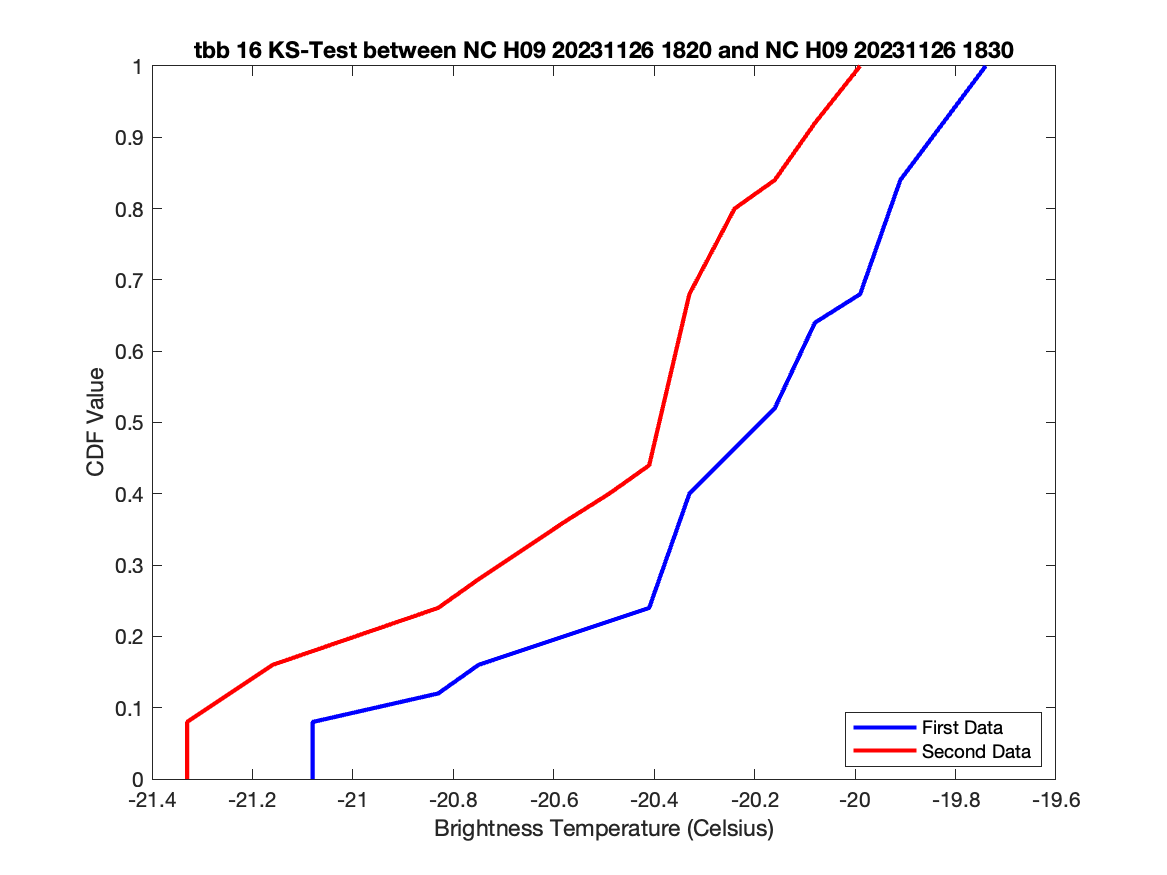 tbb 16 KS-Test between NC H09 20231126 1820 and NC H09 20231126 1830
1
0.9
0.8
0.7
0.6
0.5
0.4
0.3
0.2
0.1
0
CDF Value
First Data
Second Data
-21.4 -21.2 -21 -20.8 -20.6 -20.4 -20.2 -20 -19.8 -19.6
Brightness Temperature (Celsius)